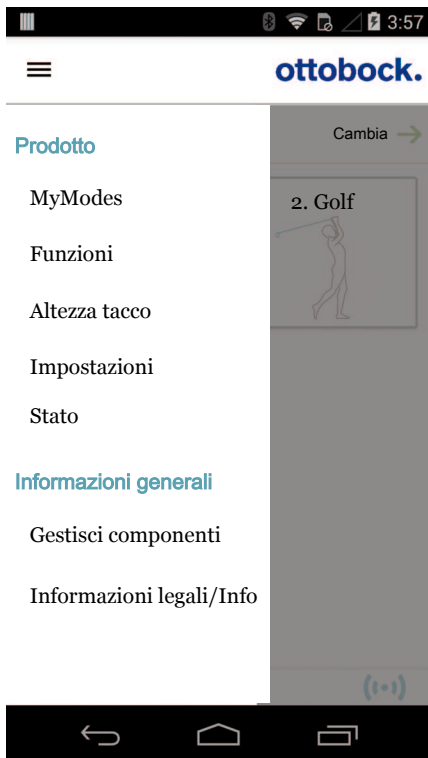 3:57
ottobock.
Prodotto
Cambia
MyModes
2. Golf
Funzioni
Altezza tacco
Impostazioni
Stato
Informazioni generali
Gestisci componenti
Informazioni legali/Info